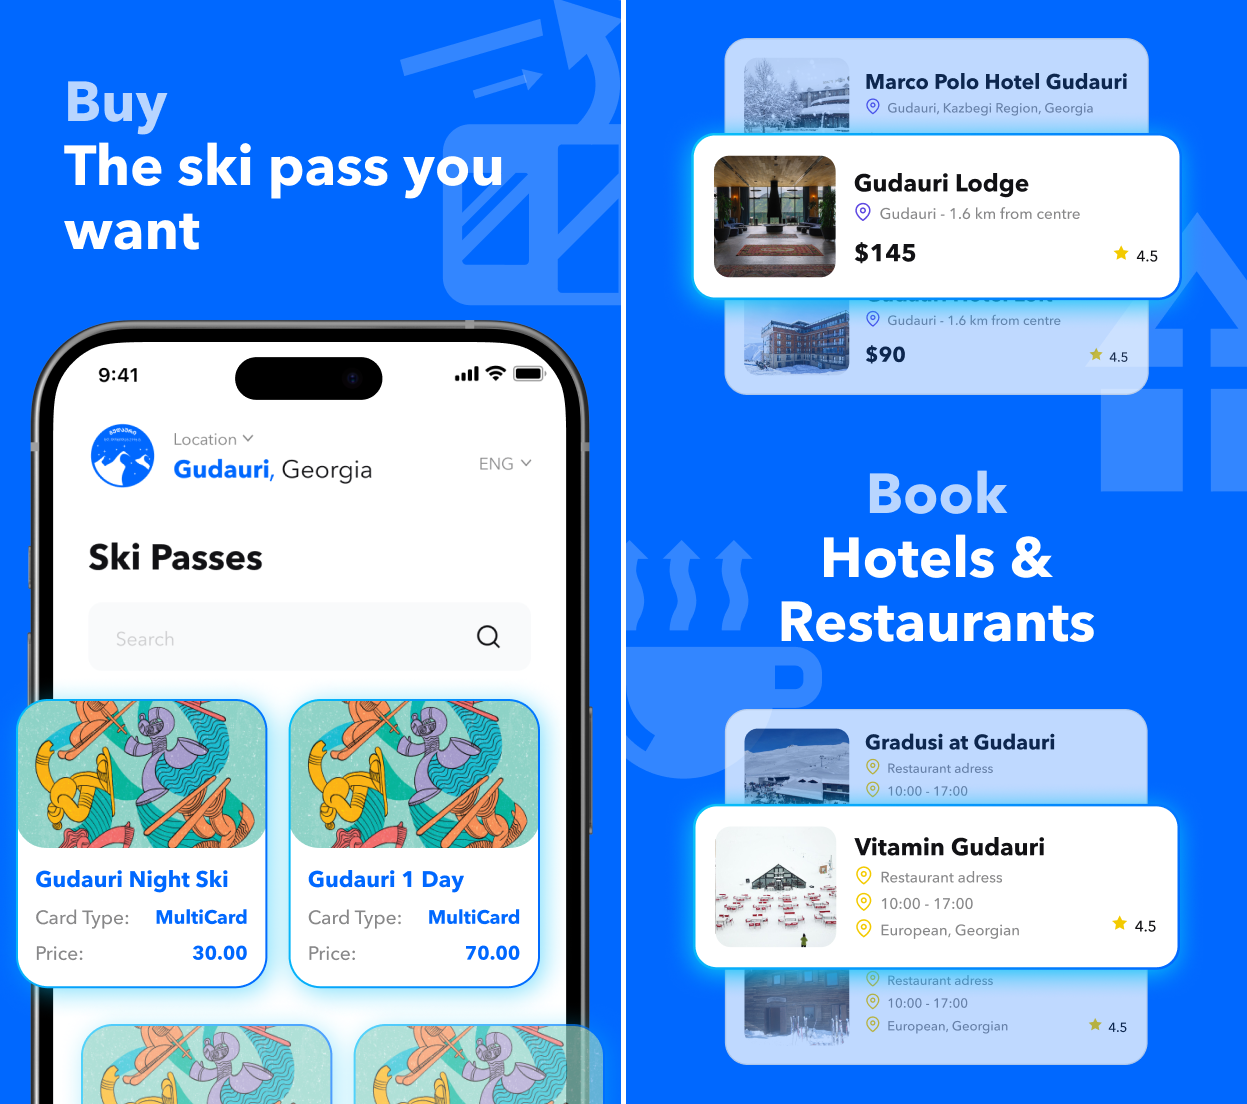 Buy
The ski pass you
want
9:41
Location
Gudauri, Georgia
ENG
Ski Passes
Search
Gudauri Night Ski
Card Type: MultiCard
Price: 30.00
Gudauri 1 Day
Card Type: MultiCard
Price: 70.00
Marco Polo Hotel Gudauri
Gudauri, Kazbegi Region, Georgia
Gudauri Lodge
Gudauri - 1.6 km from centre
$145
4.5
Gudauri - 1.6 km from centre
$90
4.5
Book
Hotels &
Restaurants
Gradusi at Gudauri
Restaurant adress
10:00 - 17:00
Vitamin Gudauri
Restaurant adress
10:00 - 17:00
European, Georgian
4.5
Restaurant adress
10:00 - 17:00
European, Georgian
4.5